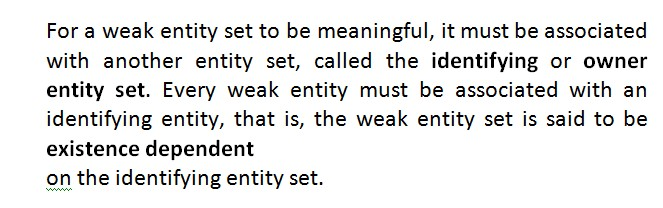 For a weak entity set to be meaningful, it must be associated
with another entity set, called the identifying or owner
entity set. Every weak entity must be associated with an
identifying entity, that is, the weak entity set is said to be
existence dependent
on the identifying entity set.